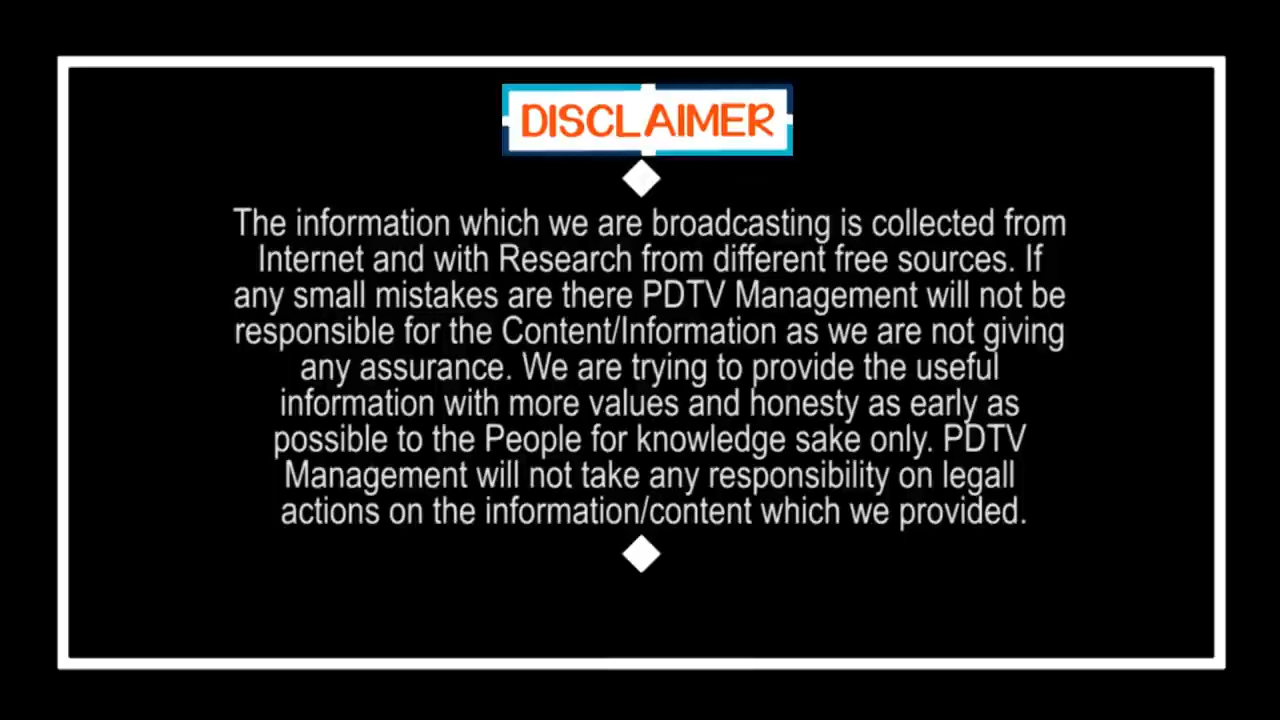 DISCLAIMER
The information which we are broadcasting is collected from
Internet and with Research from different free sources. If
any small mistakes are there PDTV Management will not be
responsible for the Content/Information as we are not giving
any assurance. We are trying to provide the useful
information with more values and honesty as early as
possible to the People for knowledge sake only. PDTV
Management will not take any responsibility on legall
actions on the information/content which we provided.